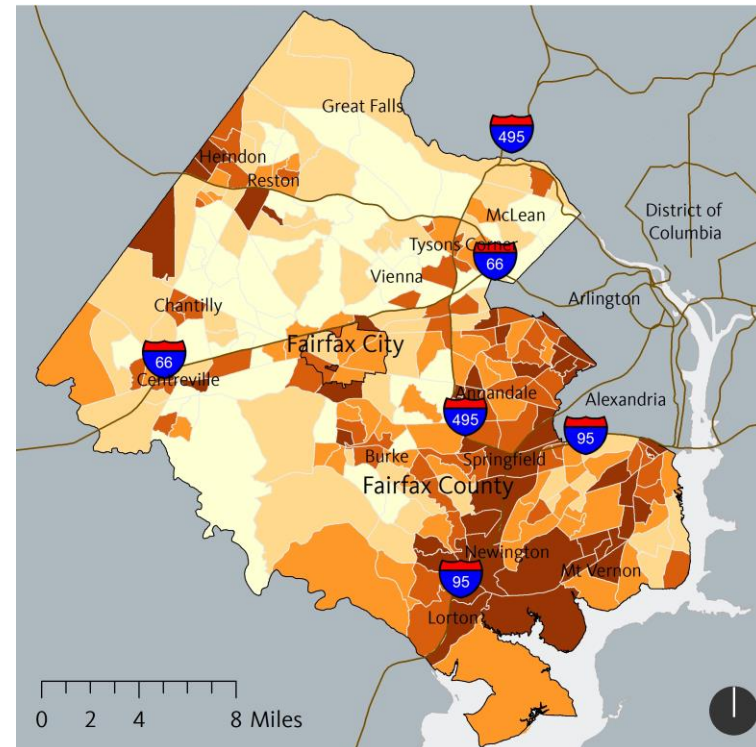 Great Falls
495
Herndon
Reston
McLean
District of
Columbia
Tysons Corner
66
Vienna
Arlington
Chantilly
Fairfax City
66
Centreville
Annandale
Alexandria
495
95
Burke
Springfield
Fairfax County
Newington
Mt Vernon
95
Lorton
0 2 4 8 Miles